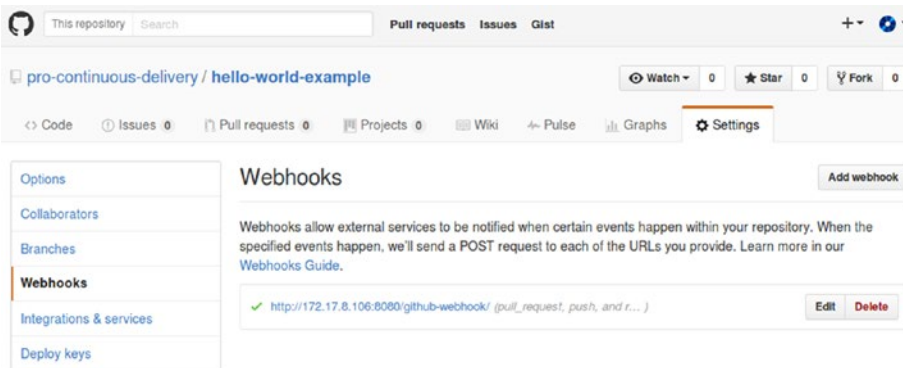 This repository Search Pull requests Issues Gist
pro-continuous-delivery / hello-world-example Watch 0 Star 0 Fork 0
Code Issues 0 Pull requests 0 Projects 0 Wiki Pulse Graphs Settings
Options
Collaborators
Branches
Webhooks
Integrations & services
Deploy keys
Webhooks Add webhook
Webhooks allow external services to be notified when certain events happen within your repository. When the
specified events happen, we'll send a POST request to each of the URLs you provide. Learn more in our
Webhooks Guide.
http://172.17.8.106:8080/github-webhook/ (pull_request, push, and r... ) Edit Delete